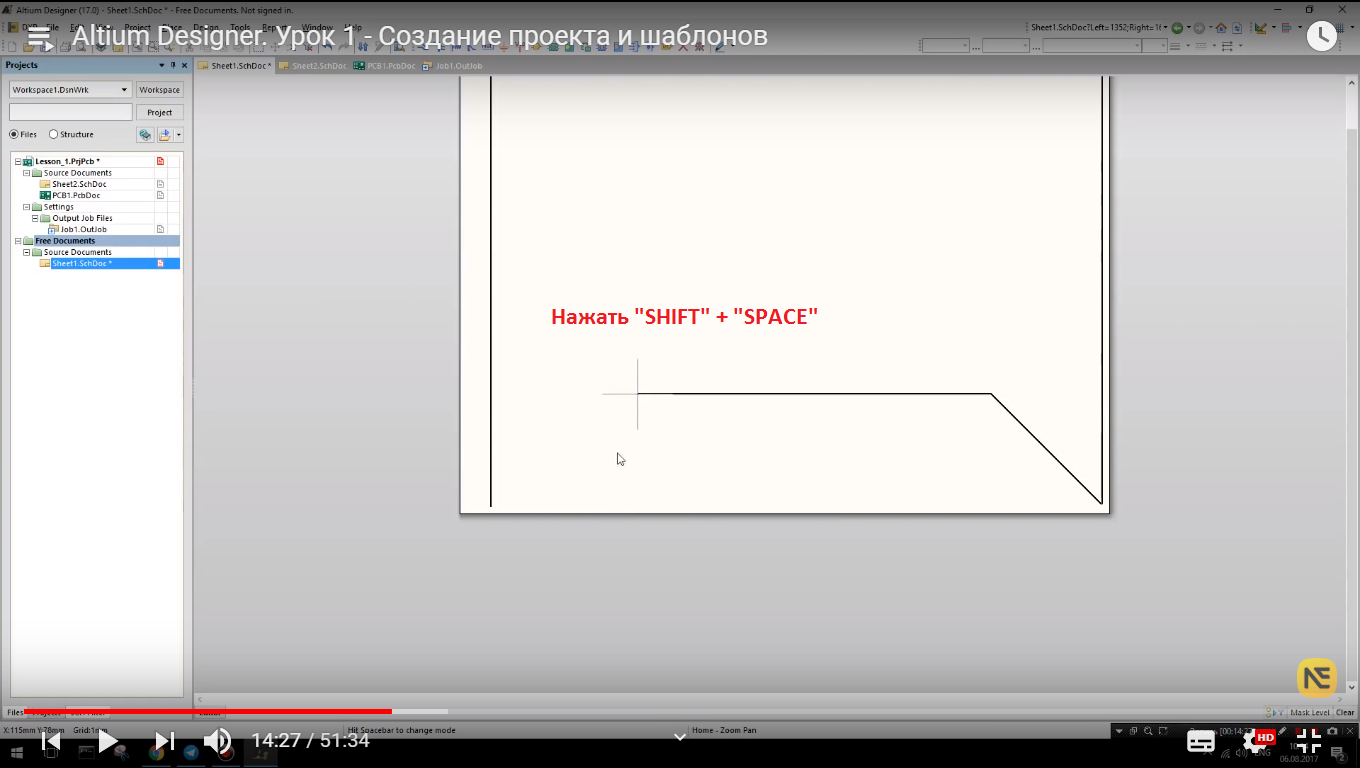 Altium Designer (17.0) - Sheet1.SchDoc * - Free Documents. Not signed in.
Altium Designer. Урок 1 - Создание проекта и шаблонов
Sheet1.SchDoc?Left=1352;Right=16
Projects
Sheet1.SchDoc * Sheet2.SchDoc PCB1.PcbDoc Job1.OutJob
Workspace1.DsnWrk Workspace
Project
Files Structure
Lesson_1.PrjPcb *
Source Documents
Sheet2.SchDoc
PCB1.PcbDoc
Settings
Output Job Files
Job1.OutJob
Free Documents
Source Documents
Sheet1.SchDoc *
Нажать "SHIFT" + "SPACE"
NE
Files
Mask Level Clear
X:115mm Y:78mm Grid:1mm Hit Spacebar to change mode Home - Zoom Pan
14:27 / 51:34
HD
ENG
06.08.2017